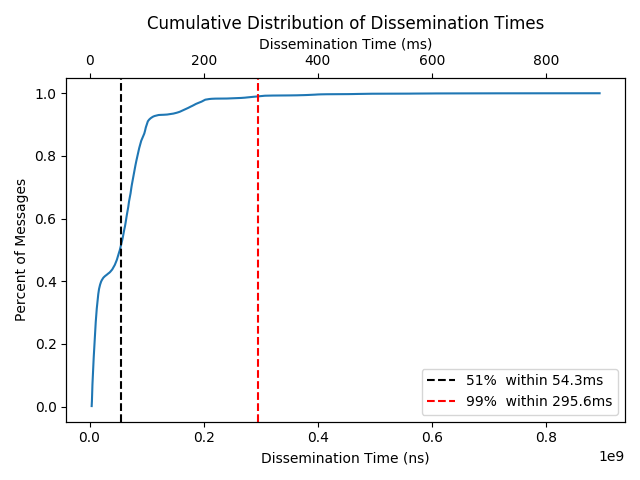 Cumulative Distribution of Dissemination Times
Dissemination Time (ms)
0 200 400 600 800
1.0
0.8
0.6
0.4
0.2
0.0
Percent of Messages
51%  within 54.3ms
99%  within 295.6ms
0.0 0.2 0.4 0.6 0.8
1e9
Dissemination Time (ns)